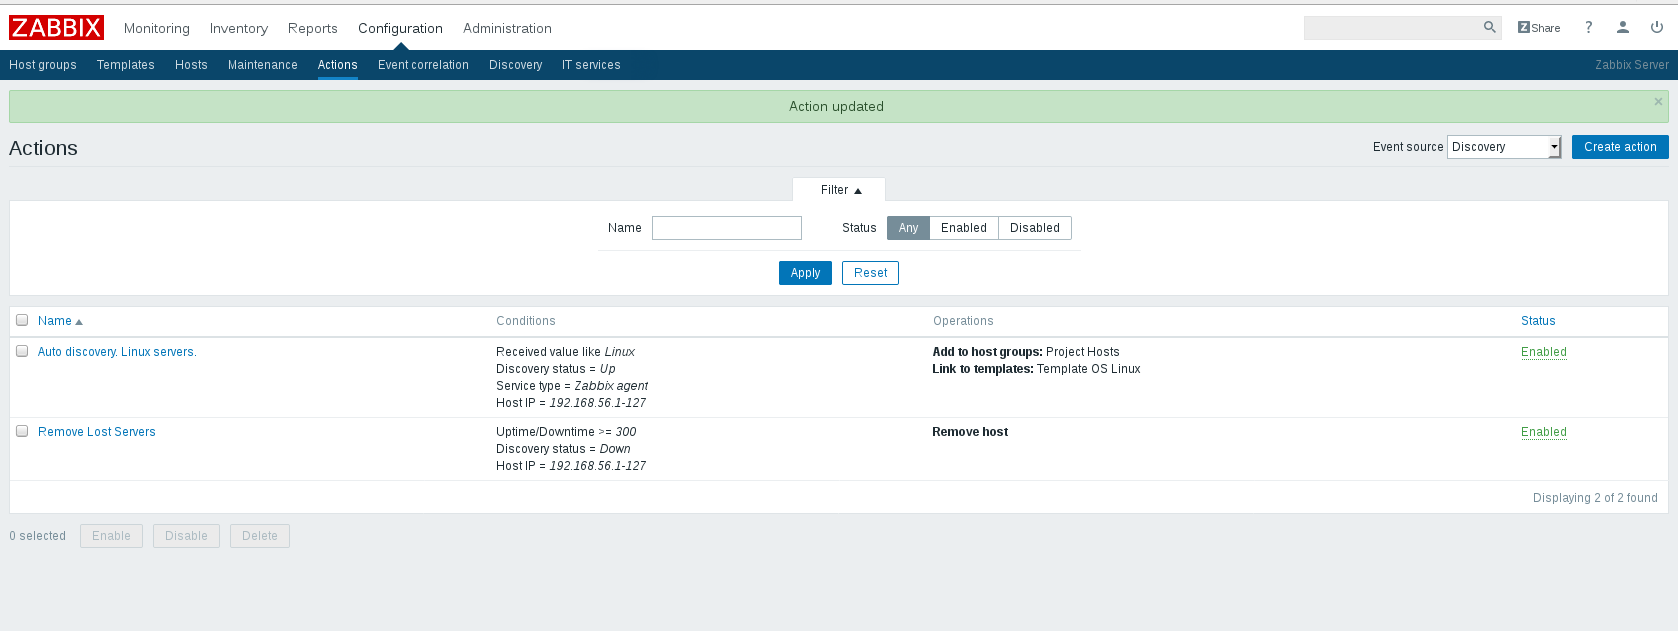 ZABBIX Monitoring Inventory Reports Configuration Administration Z Share ?
Host groups Templates Hosts Maintenance Actions Event correlation Discovery IT services Zabbix Server
Action updated ×
Actions Event source Discovery Create action
Filter ▲
Name Status Any Enabled Disabled
Apply Reset
Name ▲ Conditions Operations Status
Auto discovery. Linux servers. Received value like Linux Add to host groups: Project Hosts Enabled
Discovery status = Up Link to templates: Template OS Linux
Service type = Zabbix agent
Host IP = 192.168.56.1-127
Remove Lost Servers Uptime/Downtime >= 300 Remove host Enabled
Discovery status = Down
Host IP = 192.168.56.1-127
Displaying 2 of 2 found
0 selected Enable Disable Delete